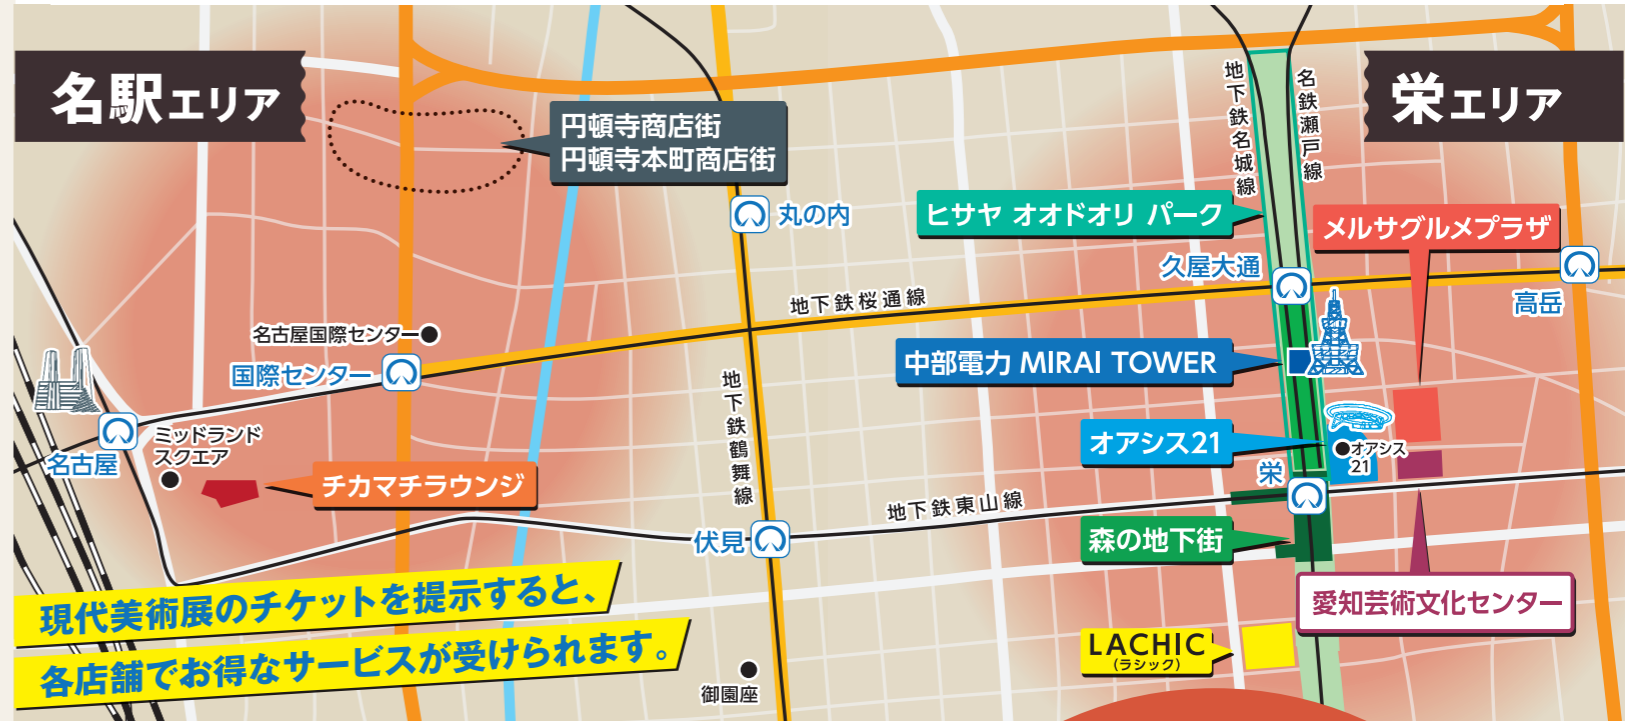 名駅エリア
円頓寺商店街
円頓寺本町商店街
丸の内
地下鉄名城線
名鉄瀬戸線
栄エリア
ヒサヤ オオドオリ パーク
メルサグルメプラザ
久屋大通
高岳
地下鉄桜通線
名古屋国際センター
国際センター
中部電力 MIRAI TOWER
地下鉄鶴舞線
オアシス21
オアシス
21
名古屋
ミッドランド
スクエア
チカマチラウンジ
栄
地下鉄東山線
伏見
森の地下街
愛知芸術文化センター
現代美術展のチケットを提示すると、
各店舗でお得なサービスが受けられます。
LACHIC
(ラシック)
御園座